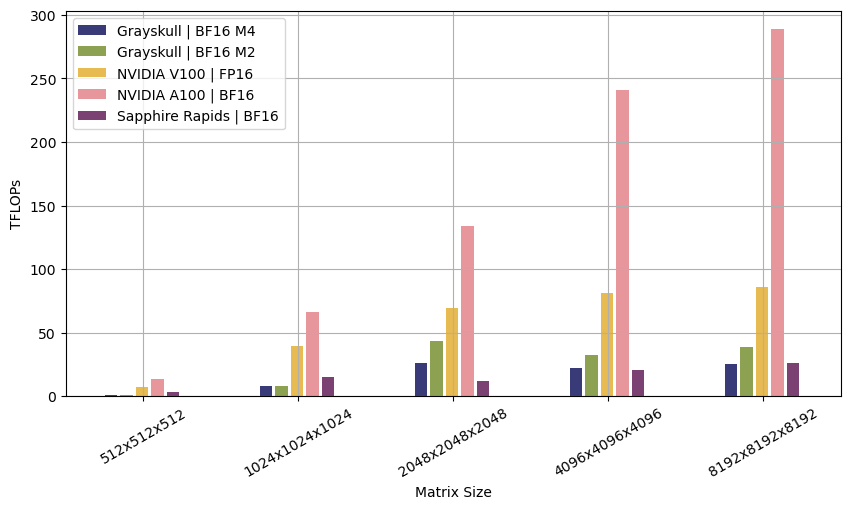 300
250
200
150
100
50
0
TFLOPs
Grayskull | BF16 M4
Grayskull | BF16 M2
NVIDIA V100 | FP16
NVIDIA A100 | BF16
Sapphire Rapids | BF16
512x512x512
1024x1024x1024
2048x2048x2048
4096x4096x4096
8192x8192x8192
Matrix Size